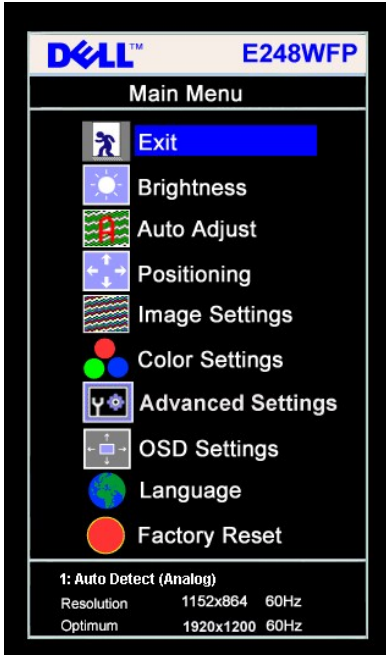 DELL™ E248WFP
Main Menu
Exit
Brightness
Auto Adjust
Positioning
Image Settings
Color Settings
Advanced Settings
OSD Settings
Language
Factory Reset
1: Auto Detect (Analog)
Resolution 1152x864 60Hz
Optimum 1920x1200 60Hz